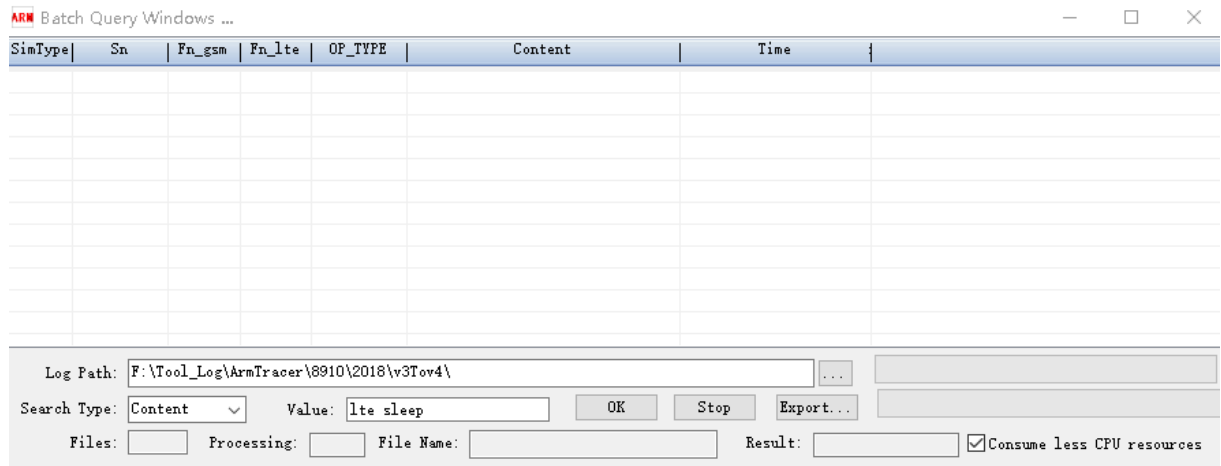 ARM Batch Query Windows ...
SimType Sn Fn_gsm Fn_lte OP_TYPE Content Time
Log Path: F:\Tool_Log\ArmTracer\8910\2018\v3Tov4\ ...
Search Type: Content Value: lte sleep OK Stop Export...
Files: Processing: File Name: Result: Consume less CPU resources